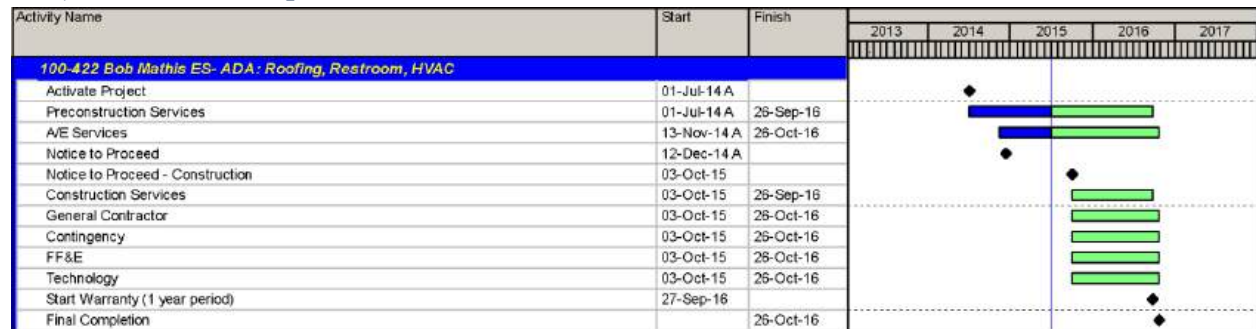 Activity Name Start Finish
2013 2014 2015 2016 2017
100-422 Bob Mathis ES- ADA: Roofing, Restroom, HVAC
Activate Project 01-Jul-14 A
Preconstruction Services 01-Jul-14 A 26-Sep-16
A/E Services 13-Nov-14 A 26-Oct-16
Notice to Proceed 12-Dec-14 A
Notice to Proceed - Construction 03-Oct-15
Construction Services 03-Oct-15 26-Sep-16
General Contractor 03-Oct-15 26-Oct-16
Contingency 03-Oct-15 26-Oct-16
FF&E 03-Oct-15 26-Oct-16
Technology 03-Oct-15 26-Oct-16
Start Warranty (1 year period) 27-Sep-16
Final Completion 26-Oct-16